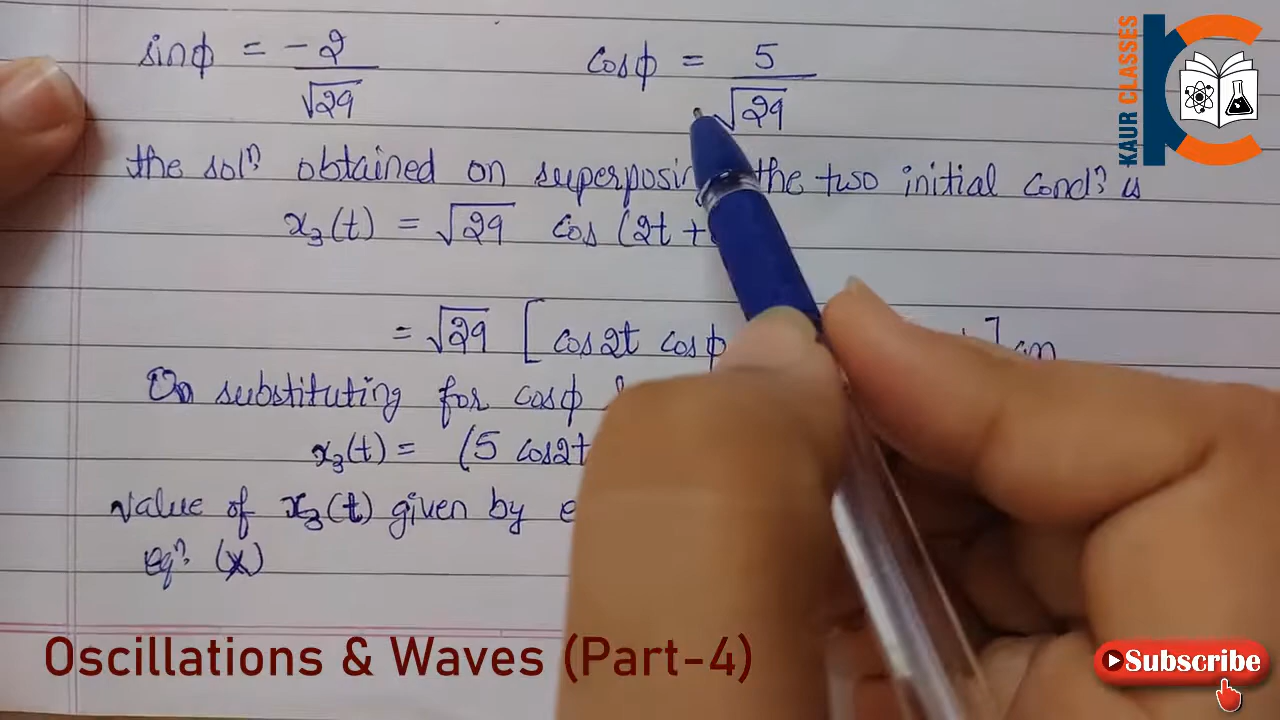 sinϕ = -2/√29 cosϕ = 5/√29
the solⁿ obtained on superposing the two initial condⁿ is
x₃(t) = √29 cos (2t +
= √29 [ cos2t cosϕ ] cm
On substituting for cosϕ
x₃(t) = (5 cos2t
value of x₃(t) given by
eqⁿ (x)
KAUR CLASSES
Oscillations & Waves (Part-4)
Subscribe